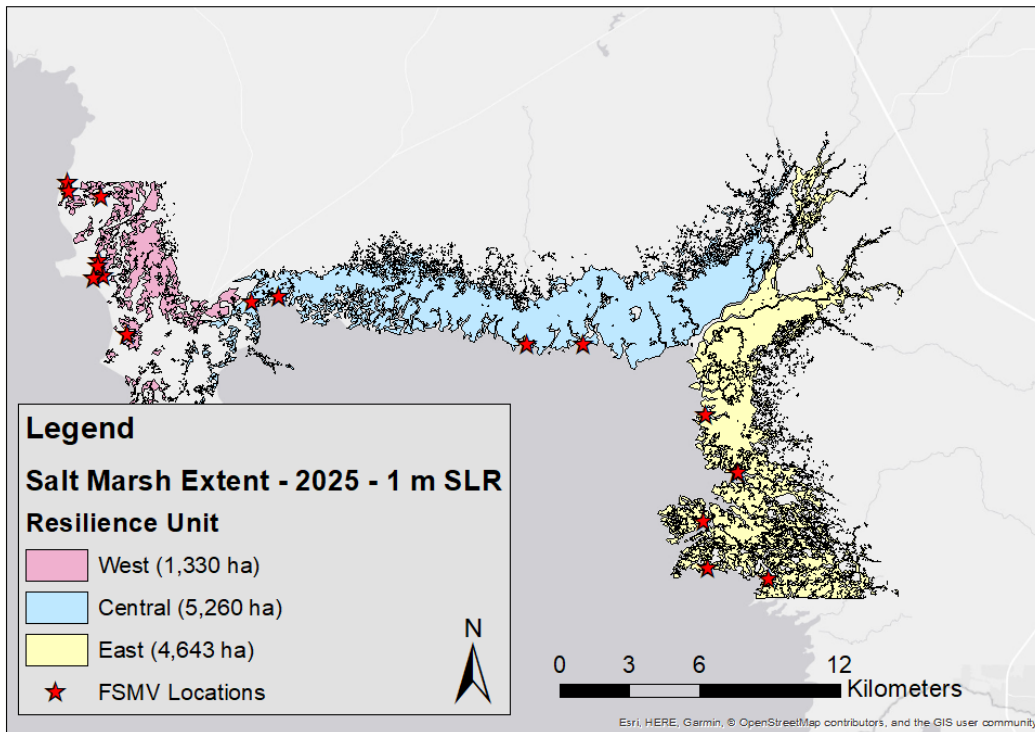 Legend
Salt Marsh Extent - 2025 - 1 m SLR
Resilience Unit
West (1,330 ha)
Central (5,260 ha)
East (4,643 ha)
FSMV Locations
N
0 3 6 12
Kilometers
Esri, HERE, Garmin, © OpenStreetMap contributors, and the GIS user community